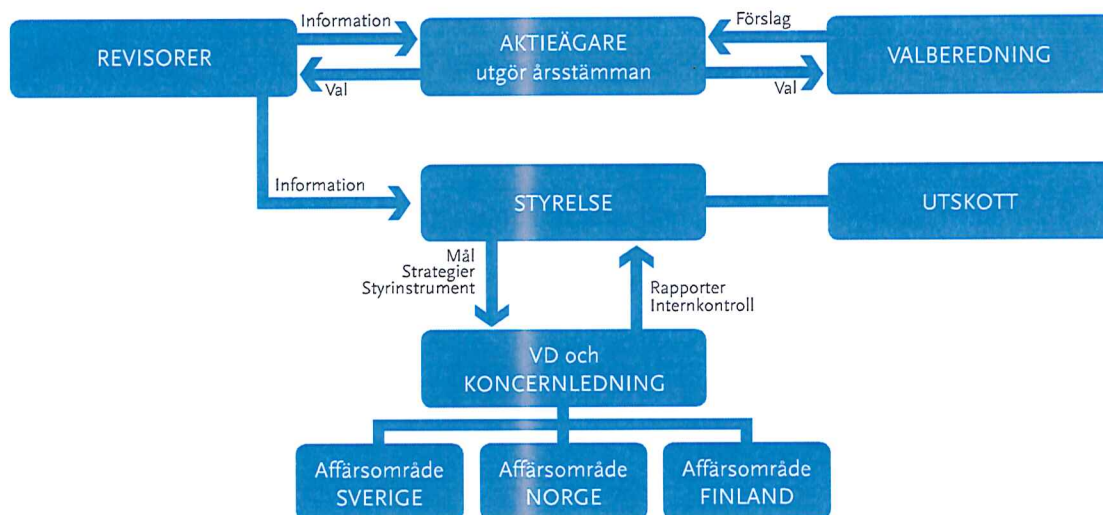 Information
Förslag
REVISORER
AKTIEÄGARE
utgör årsstämman
VALBEREDNING
Val
Val
Information
STYRELSE
UTSKOTT
Mål
Strategier
Styrinstrument
Rapporter
Internkontroll
VD och
KONCERNLEDNING
Affärsområde
SVERIGE
Affärsområde
NORGE
Affärsområde
FINLAND